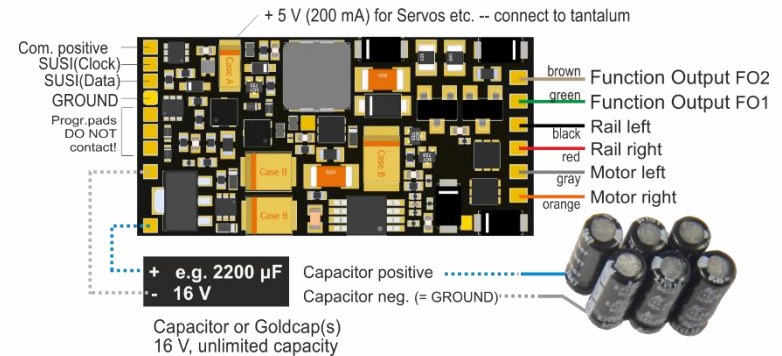 + 5 V (200 mA) for Servos etc. -- connect to tantalum
Com. positive
SUSI(Clock)
SUSI(Data)
GROUND
Progr.pads
DO NOT
contact!
Case A
Case B
Case B
Case B
brown
Function Output FO2
green
Function Output FO1
Rail left
black
Rail right
red
Motor left
gray
Motor right
orange
+ e.g. 2200 µF
- 16 V
Capacitor positive
Capacitor neg. (= GROUND)
Capacitor or Goldcap(s)
16 V, unlimited capacity